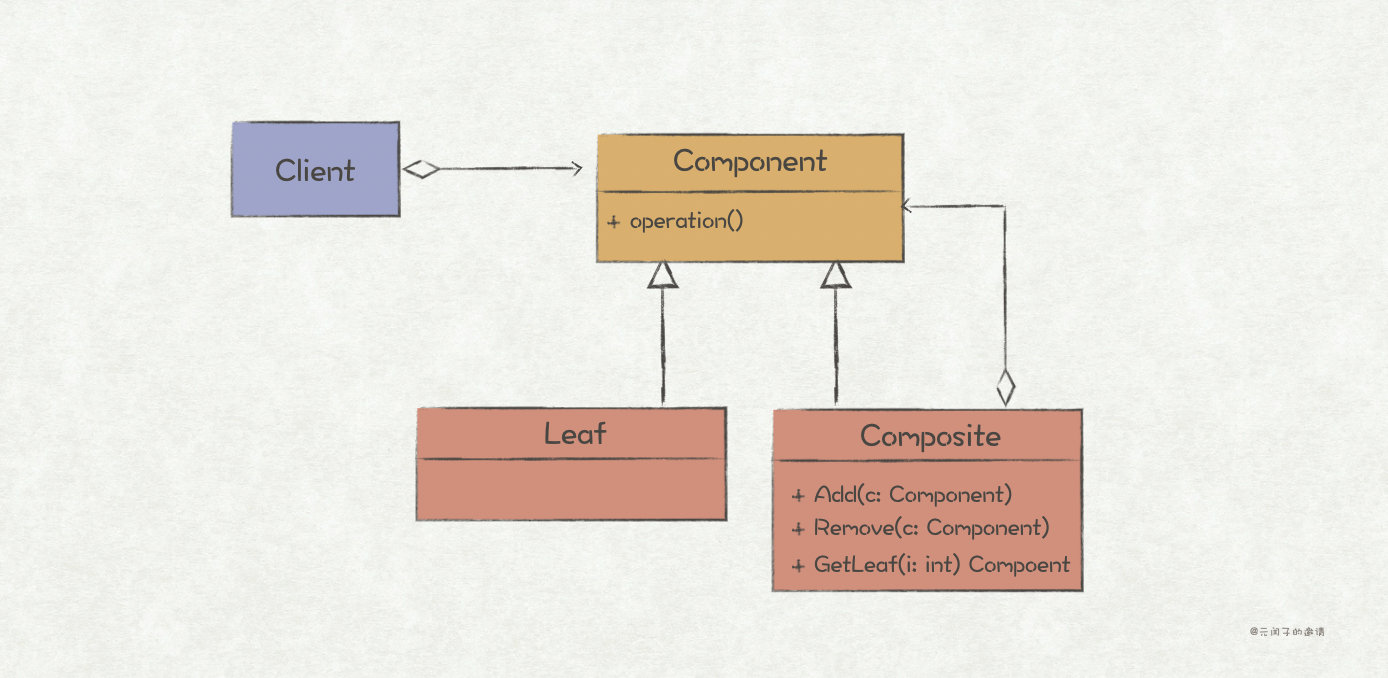 Client
Component
+ operation()
Leaf
Composite
+ Add(c: Component)
+ Remove(c: Component)
+ GetLeaf(i: int) Compoent
@元闰子的邀请